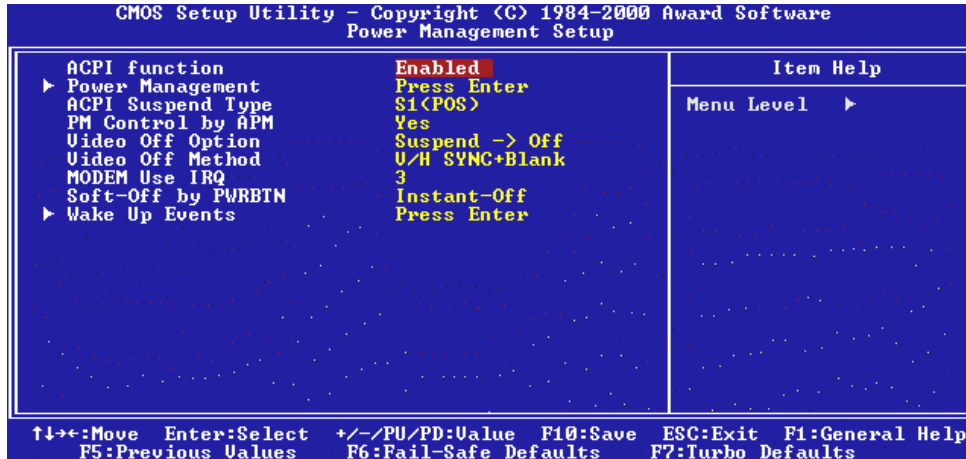 CMOS Setup Utility - Copyright (C) 1984-2000 Award Software
Power Management Setup
ACPI function Enabled
▶ Power Management Press Enter
ACPI Suspend Type S1(POS)
PM Control by APM Yes
Video Off Option Suspend -> Off
Video Off Method V/H SYNC+Blank
MODEM Use IRQ 3
Soft-Off by PWRBTN Instant-Off
▶ Wake Up Events Press Enter
Item Help
Menu Level ▶
↑↓→←:Move Enter:Select +/-/PU/PD:Value F10:Save ESC:Exit F1:General Help
F5:Previous Values F6:Fail-Safe Defaults F7:Turbo Defaults